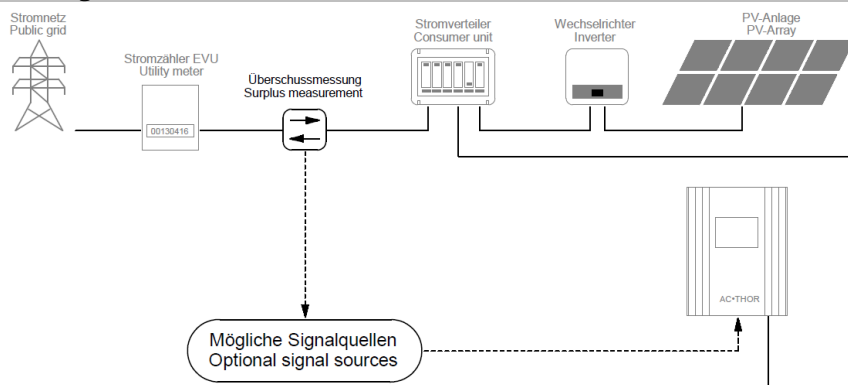 Stromnetz
Public grid
Stromzähler EVU
Utility meter
00130416
Überschussmessung
Surplus measurement
Stromverteiler
Consumer unit
Wechselrichter
Inverter
PV-Anlage
PV-Array
AC•THOR
Mögliche Signalquellen
Optional signal sources